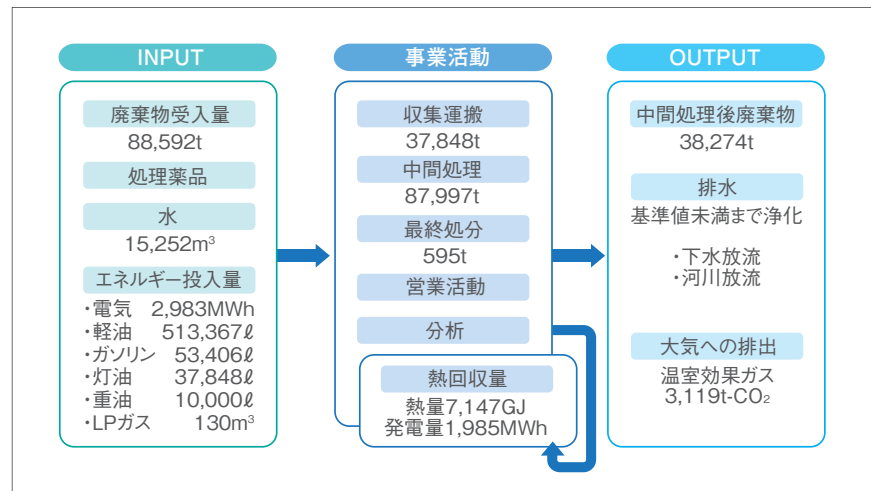 INPUT
廃棄物受入量
88,592t
処理薬品
水
15,252m³
エネルギー投入量
・電気 2,983MWh
・軽油 513,367ℓ
・ガソリン 53,406ℓ
・灯油 37,848ℓ
・重油 10,000ℓ
・LPガス 130m³
事業活動
収集運搬
37,848t
中間処理
87,997t
最終処分
595t
営業活動
分析
熱回収量
熱量7,147GJ
発電量1,985MWh
OUTPUT
中間処理後廃棄物
38,274t
排水
基準値未満まで浄化
・下水放流
・河川放流
大気への排出
温室効果ガス
3,119t-CO₂